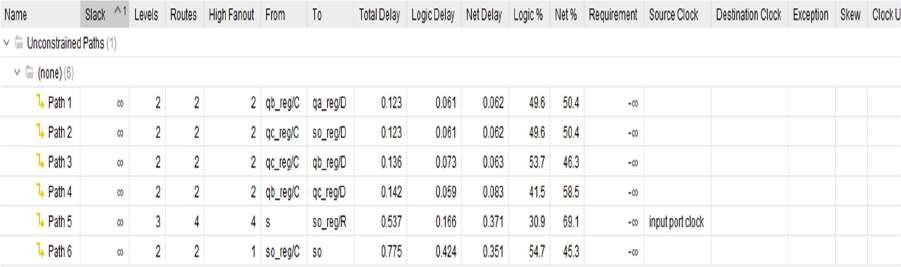 Name Slack ^1 Levels Routes High Fanout From To Total Delay Logic Delay Net Delay Logic % Net % Requirement Source Clock Destination Clock Exception Skew Clock U
Unconstrained Paths (1)
(none) (6)
Path 1 ∞ 2 2 2 qb_reg/C qa_reg/D 0.123 0.061 0.062 49.6 50.4 -∞
Path 2 ∞ 2 2 2 qc_reg/C so_reg/D 0.123 0.061 0.062 49.6 50.4 -∞
Path 3 ∞ 2 2 2 qc_reg/C qb_reg/D 0.136 0.073 0.063 53.7 46.3 -∞
Path 4 ∞ 2 2 2 qb_reg/C qc_reg/D 0.142 0.059 0.083 41.5 58.5 -∞
Path 5 ∞ 3 4 4 s so_reg/R 0.537 0.166 0.371 30.9 69.1 -∞ input port clock
Path 6 ∞ 2 2 1 so_reg/C so 0.775 0.424 0.351 54.7 45.3 -∞